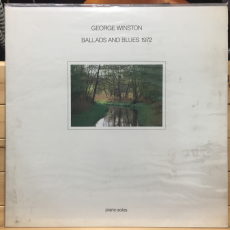 GEORGE WINSTON
BALLADS AND BLUES 1972
piano solos